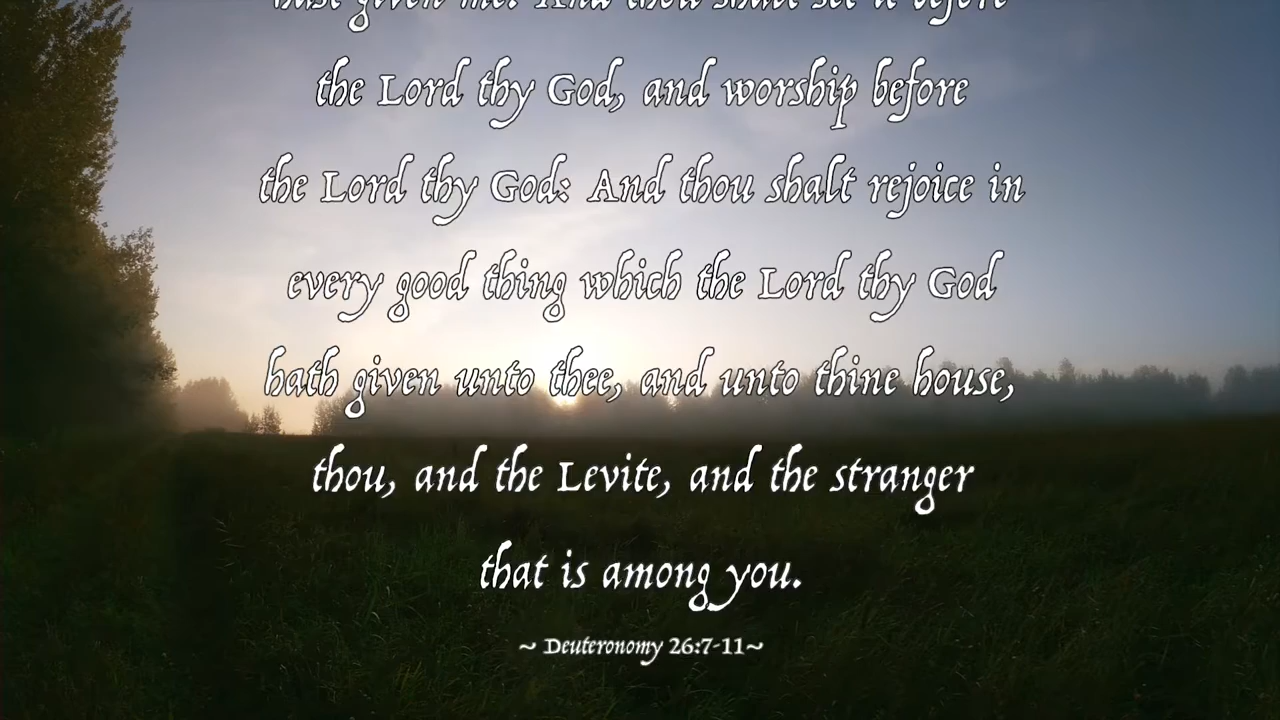 hast given me. And thou shalt set it before
the Lord thy God, and worship before
the Lord thy God: And thou shalt rejoice in
every good thing which the Lord thy God
hath given unto thee, and unto thine house,
thou, and the Levite, and the stranger
that is among you.
~ Deuteronomy 26:7-11~